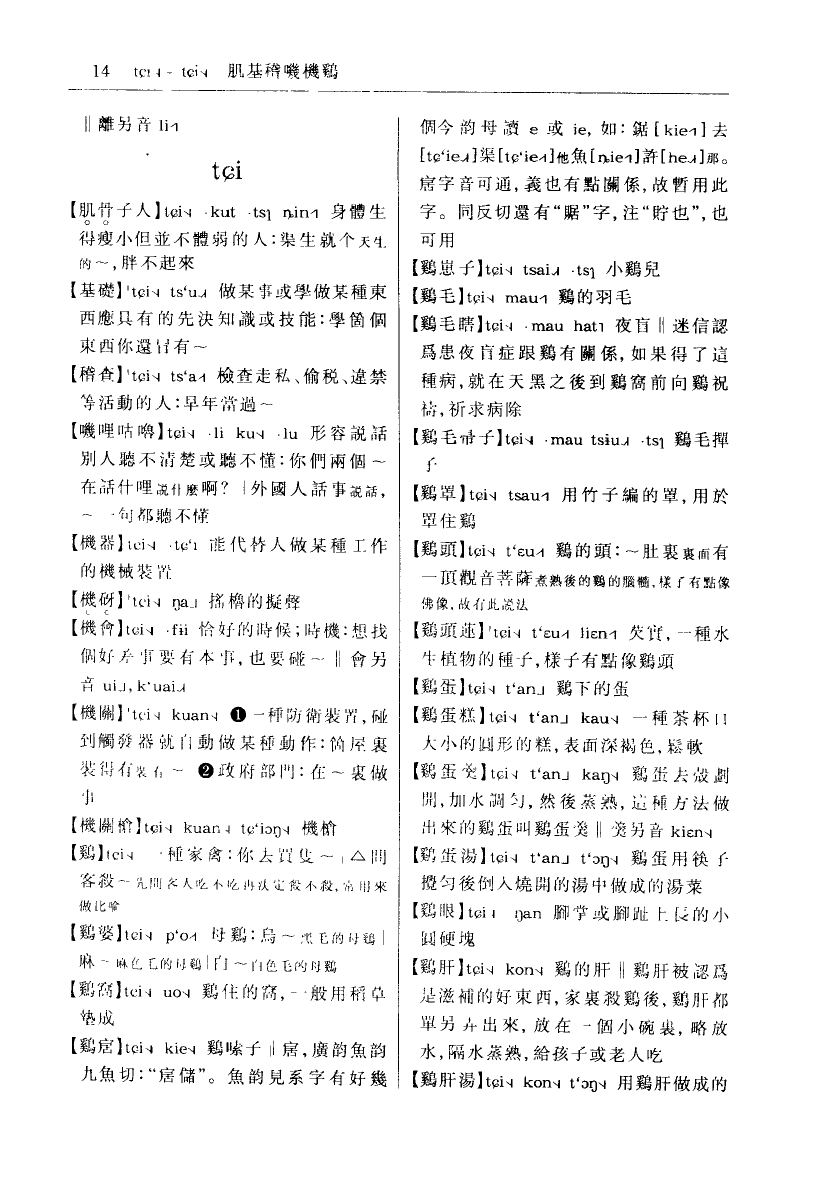 14 tɕi˧ ~ tɕi˧ 肌基稽嘰機鷄
‖離另音 li˦
tɕi
【肌骨子人】tɕi˧ ·kut ·tsɿ ȵin˦ 身體生
得瘦小但並不體弱的人：渠生就个天生
的～，胖不起來
【基礎】tɕi˧ tsʻu 做某事或學做某種東
西應具有的先決知識或技能：學箇個
東西你還冇有～
【稽查】tɕi˧ tsʻa˦ 檢查走私、偷税、違禁
等活動的人：早年當過～
【嘰哩咕嚕】tɕi˧ ·li ku˧ ·lu 形容説話
别人聽不清楚或聽不懂：你們兩個～
在話什哩説什麽啊？｜外國人話事説話，
～一句都聽不懂
【機器】tɕi˧ ·tɕʻi 能代替人做某種工作
的機械裝置
【機砑】tɕi˧ ŋa˩ 搖櫓的擬聲
【機會】tɕi˧ ·fii 恰好的時候；時機：想找
個好差事要有本事，也要碰～‖會另
音 ui˩, kʻuai
【機關】tɕi˧ kuan˧ ❶一種防衛裝置，碰
到觸發器就自動做某種動作：箇屋裏
裝得有裝有～ ❷政府部門：在～裏做
事
【機關槍】tɕi˧ kuan˧ tɕʻiɔŋ˧ 機槍
【鷄】tɕi˧ 一種家禽：你去買隻～｜△問
客殺～先問客人吃不吃再決定殺不殺，常用來
做比喻
【鷄婆】tɕi˧ pʻo˦ 母鷄：烏～黑毛的母鷄｜
麻～麻色毛的母鷄｜白～白色毛的母鷄
【鷄窩】tɕi˧ uo˧ 鷄住的窩，一般用稻草
墊成
【鷄㡹】tɕi˧ kie˧ 鷄嗉子‖㡹，廣韵魚韵
九魚切：“㡹儲”。魚韵見系字有好幾
個今韵母讀 e 或 ie，如：鋸[kie˦]去
[tɕʻie]渠[tɕʻie˦]他魚[ȵie˦]許[he]那。
㡹字音可通，義也有點關係，故暫用此
字。同反切還有“䝻”字，注“貯也”，也
可用
【鷄崽子】tɕi˧ tsai ·tsɿ 小鷄兒
【鷄毛】tɕi˧ mau˦ 鷄的羽毛
【鷄毛瞎】tɕi˧ ·mau hat˥ 夜盲‖迷信認
爲患夜盲症跟鷄有關係，如果得了這
種病，就在天黑之後到鷄窩前向鷄祝
禱，祈求病除
【鷄毛帚子】tɕi˧ ·mau tsiu ·tsɿ 鷄毛撣
子
【鷄罩】tɕi˧ tsau˦ 用竹子編的罩，用於
罩住鷄
【鷄頭】tɕi˧ tʻɛu˦ 鷄的頭：～肚裏裏面有
一頂觀音菩薩煮熟後的鷄的腦髓，樣子有點像
佛像，故有此説法
【鷄頭蓮】tɕi˧ tʻɛu˦ liɛn˦ 芡實，一種水
生植物的種子，樣子有點像鷄頭
【鷄蛋】tɕi˧ tʻan˩ 鷄下的蛋
【鷄蛋糕】tɕi˧ tʻan˩ kau˧ 一種茶杯口
大小的圓形的糕，表面深褐色，鬆軟
【鷄蛋羹】tɕi˧ tʻan˩ kaŋ˧ 鷄蛋去殼劃
開，加水調匀，然後蒸熟，這種方法做
出來的鷄蛋叫鷄蛋羹‖羹另音 kiɛn˧
【鷄蛋湯】tɕi˧ tʻan˩ tʻɔŋ˧ 鷄蛋用筷子
攪匀後倒入燒開的湯中做成的湯菜
【鷄眼】tɕi˧ ŋan 腳掌或腳趾上長的小
圓硬塊
【鷄肝】tɕi˧ kon˧ 鷄的肝‖鷄肝被認爲
是滋補的好東西，家裏殺鷄後，鷄肝都
單另弄出來，放在一個小碗裏，略放
水，隔水蒸熟，給孩子或老人吃
【鷄肝湯】tɕi˧ kon˧ tʻɔŋ˧ 用鷄肝做成的